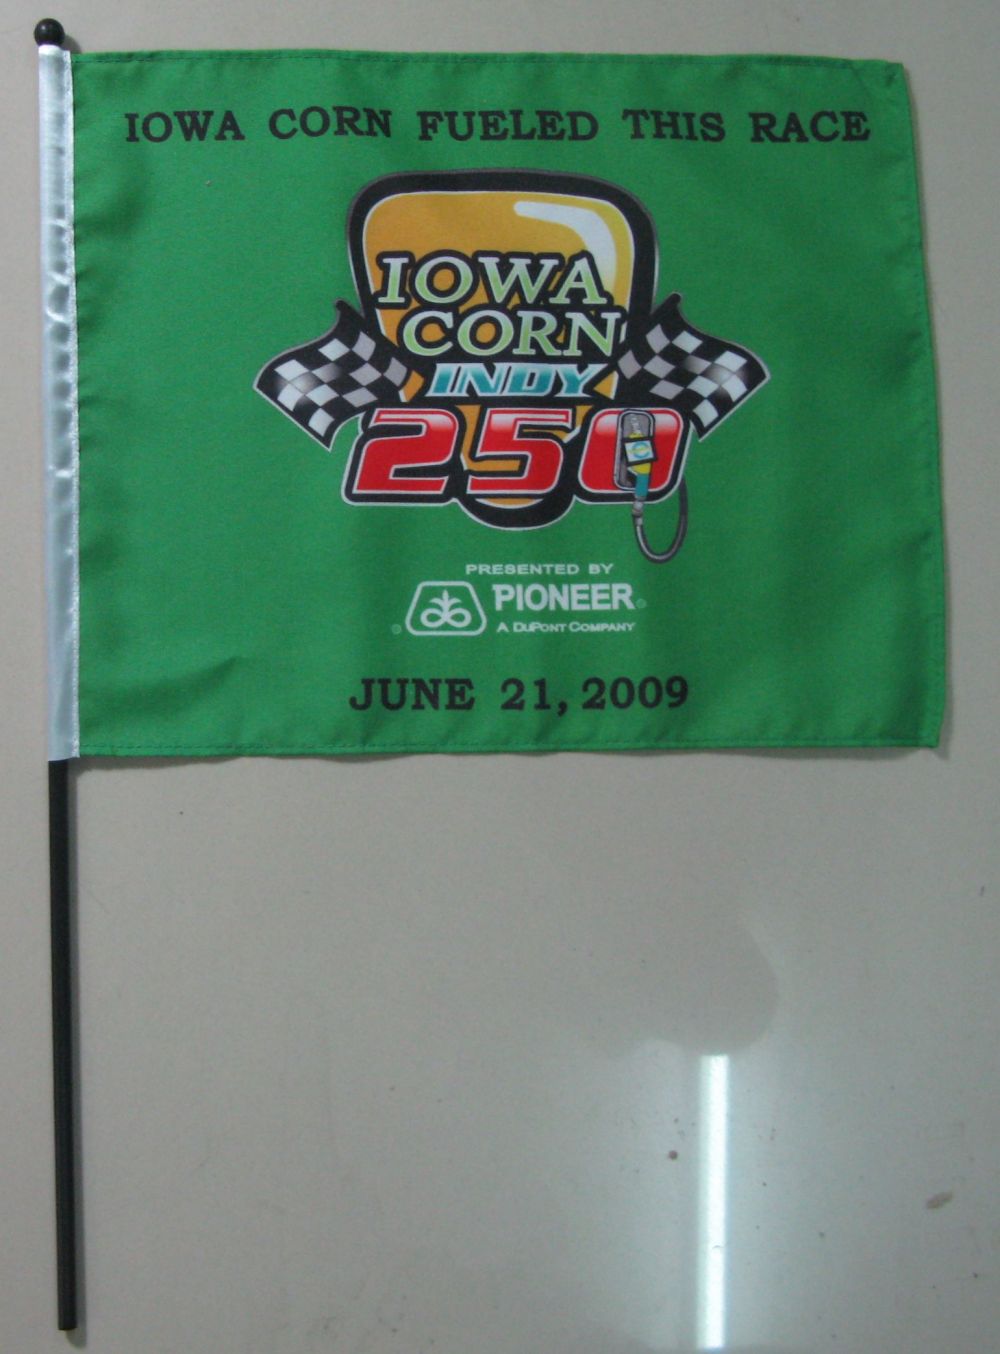 IOWA CORN FUELED THIS RACE
IOWA
CORN
INDY
250
PRESENTED BY
PIONEER®
A DUPONT COMPANY
®
JUNE 21, 2009